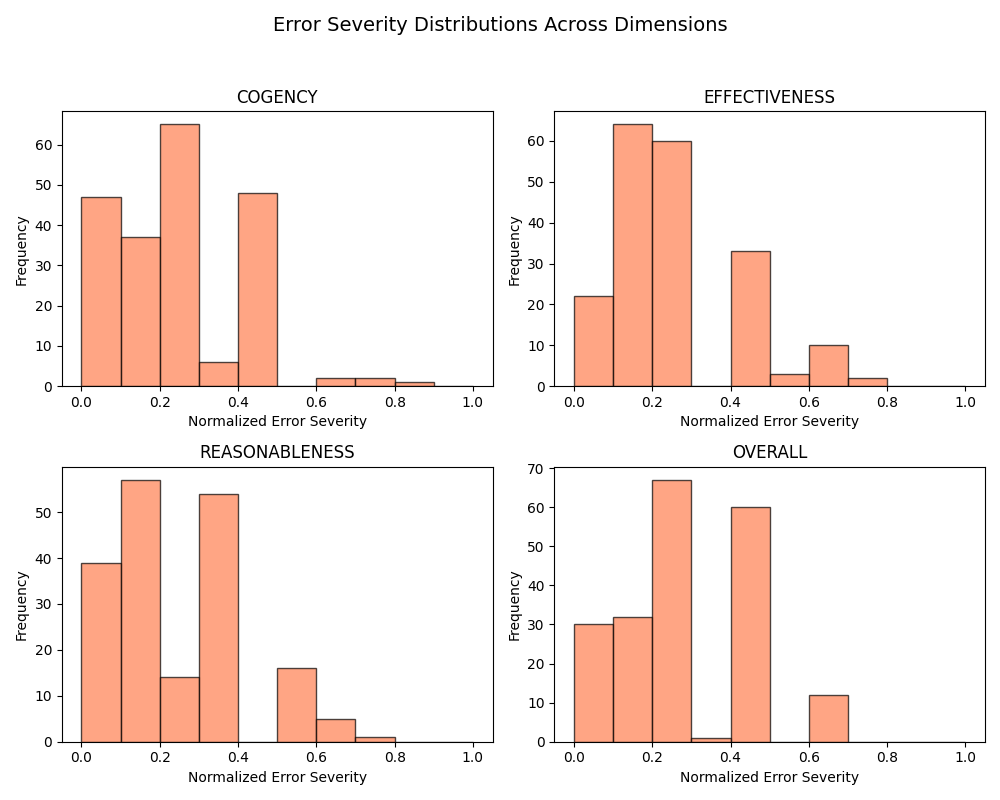 Error Severity Distributions Across Dimensions
COGENCY
Frequency
0
10
20
30
40
50
60
0.0 0.2 0.4 0.6 0.8 1.0
Normalized Error Severity
EFFECTIVENESS
Frequency
0
10
20
30
40
50
60
0.0 0.2 0.4 0.6 0.8 1.0
Normalized Error Severity
REASONABLENESS
Frequency
0
10
20
30
40
50
0.0 0.2 0.4 0.6 0.8 1.0
Normalized Error Severity
OVERALL
Frequency
0
10
20
30
40
50
60
70
0.0 0.2 0.4 0.6 0.8 1.0
Normalized Error Severity